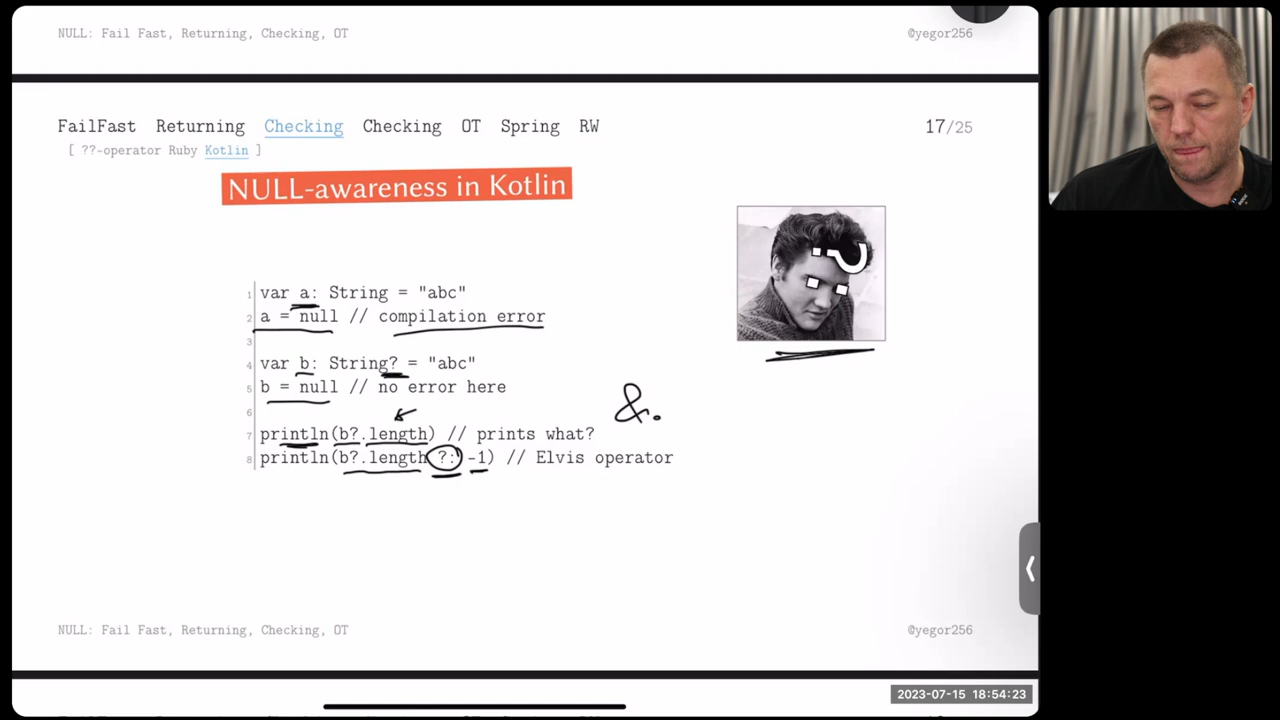 NULL: Fail Fast, Returning, Checking, OT @yegor256
FailFast Returning Checking Checking OT Spring RW 17/25
[ ??-operator Ruby Kotlin ]
NULL-awareness in Kotlin
1 var a: String = "abc"
2 a = null // compilation error
3
4 var b: String? = "abc"
5 b = null // no error here
6
&.
7 println(b?.length) // prints what?
8 println(b?.length ?: -1) // Elvis operator
NULL: Fail Fast, Returning, Checking, OT @yegor256
2023-07-15 18:54:23